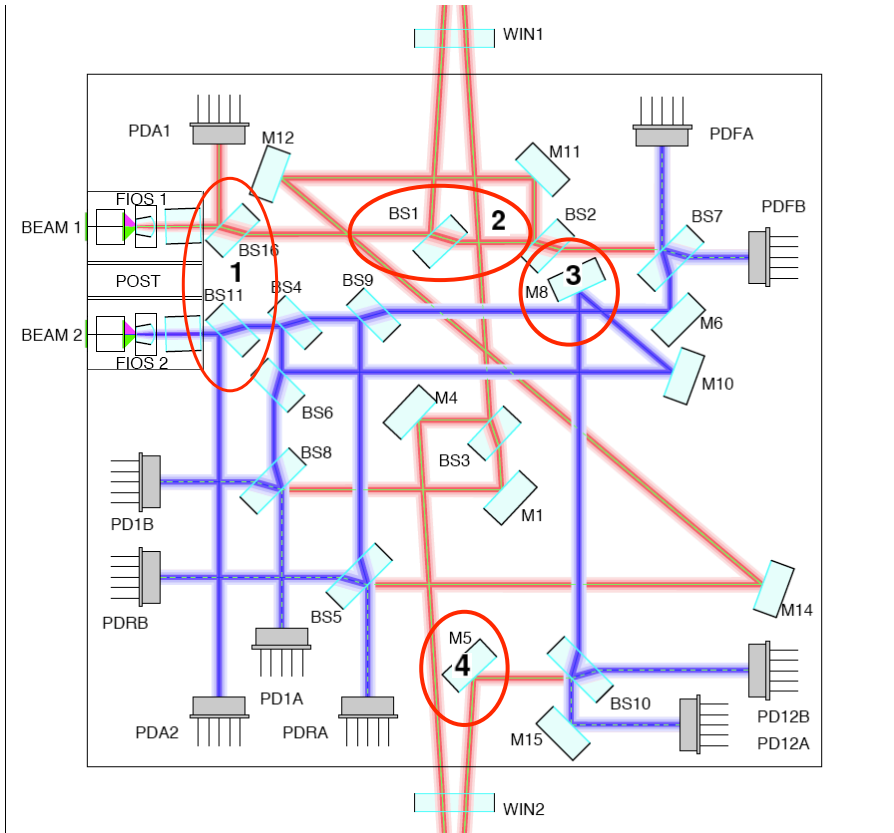 WIN1
PDA1
M12
M11
PDFA
FIOS 1
BS1
2
BS2
BS7
PDFB
BEAM 1
BS16
1
3
POST
BS11
BS4
BS9
M8
M6
BEAM 2
FIOS 2
M10
M4
BS6
BS3
BS8
M1
PD1B
BS5
M14
PDRB
M5
4
PD1A
BS10
PDA2
PDRA
M15
PD12B
PD12A
WIN2